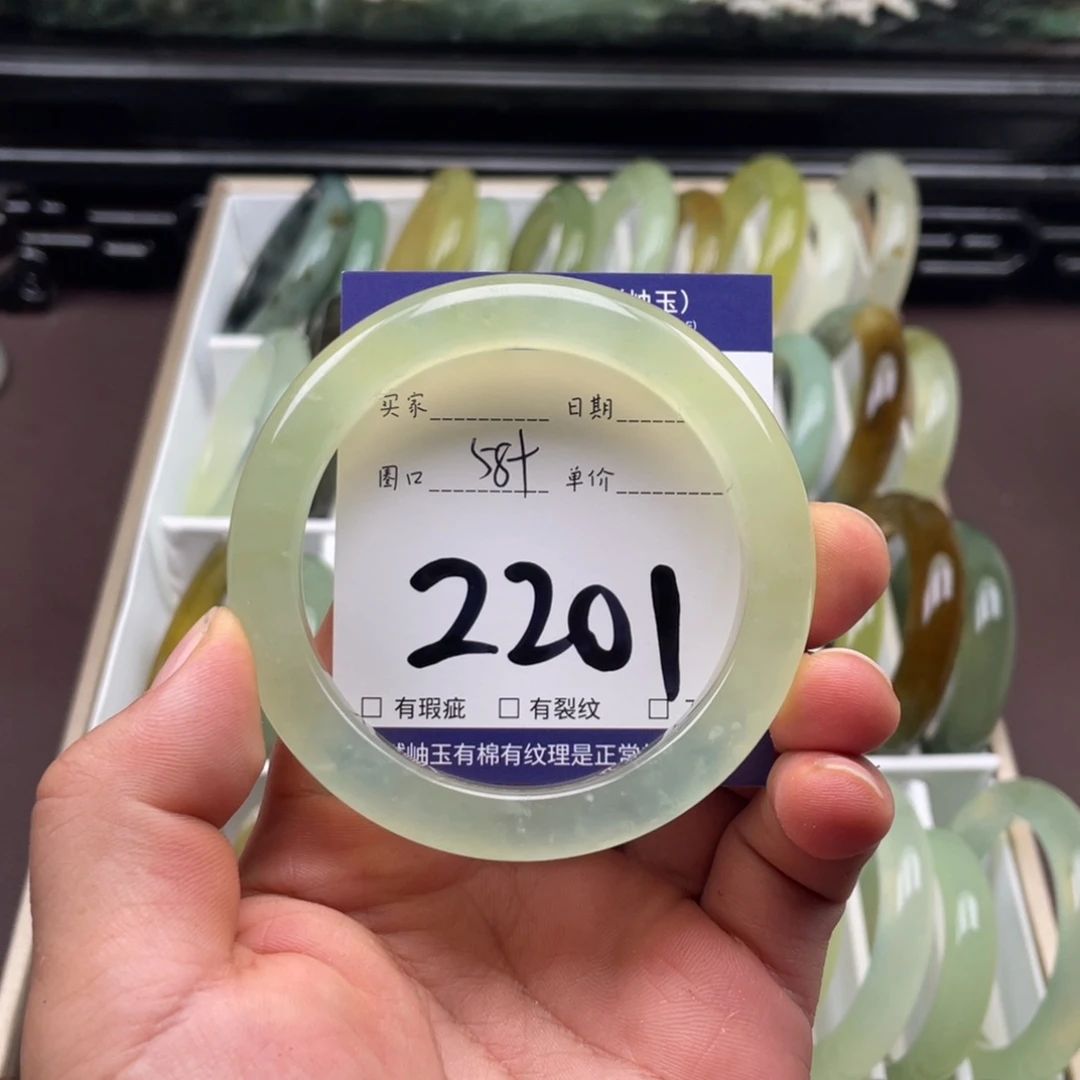 岫玉）
买家 日期
圈口 58+ 单价
2201
□ 有瑕疵 □ 有裂纹 □
岫玉有棉有纹理是正常